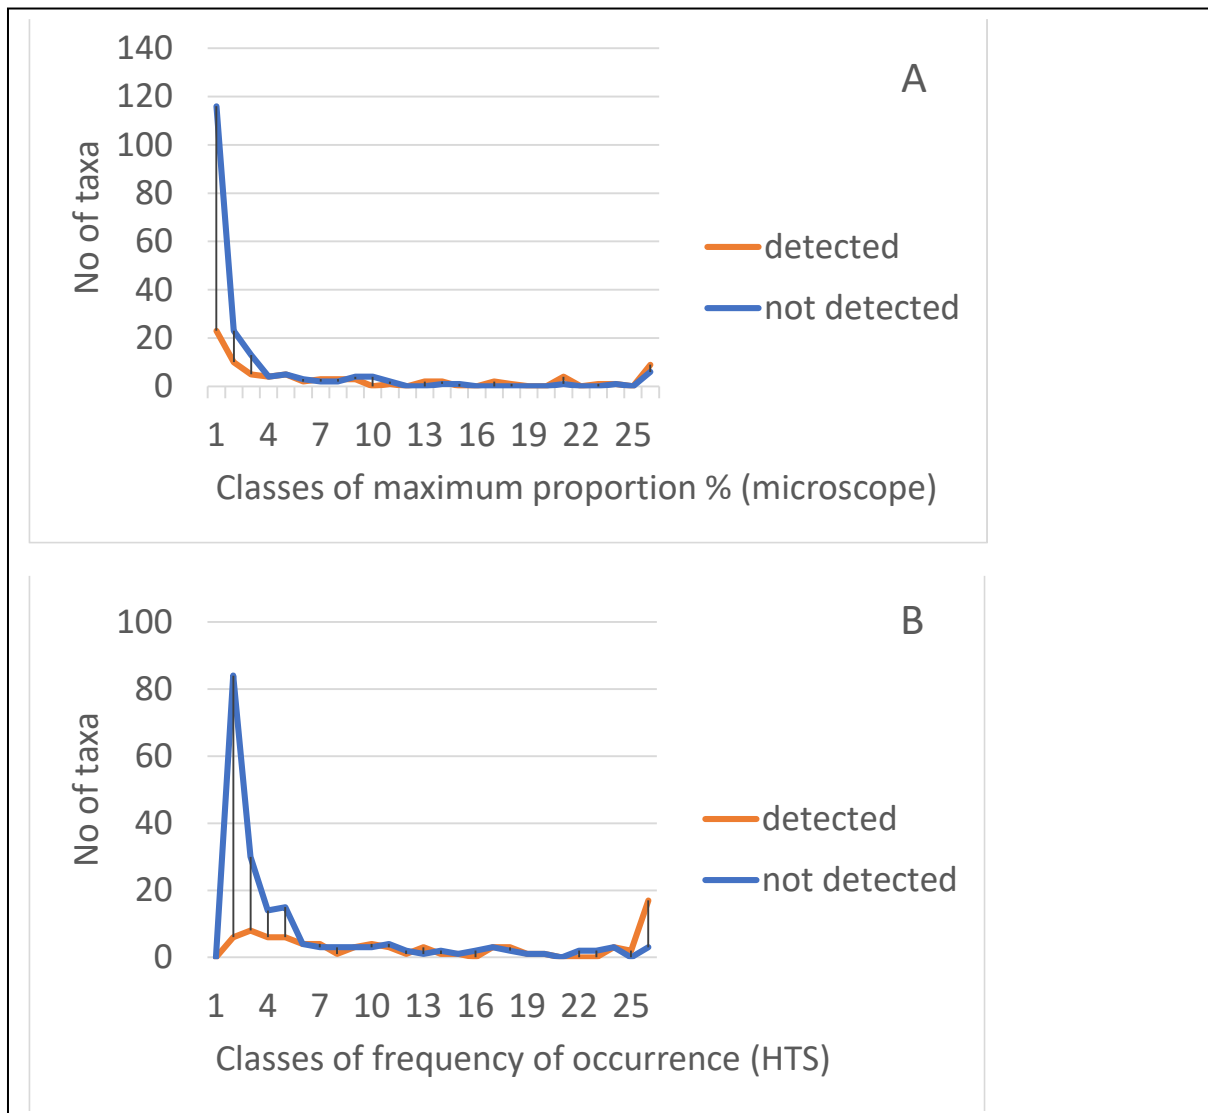 A
140
120
100
80
60
40
20
0
No of taxa
detected
not detected
1 4 7 10 13 16 19 22 25
Classes of maximum proportion % (microscope)
B
100
80
60
40
20
0
No of taxa
detected
not detected
1 4 7 10 13 16 19 22 25
Classes of frequency of occurrence (HTS)